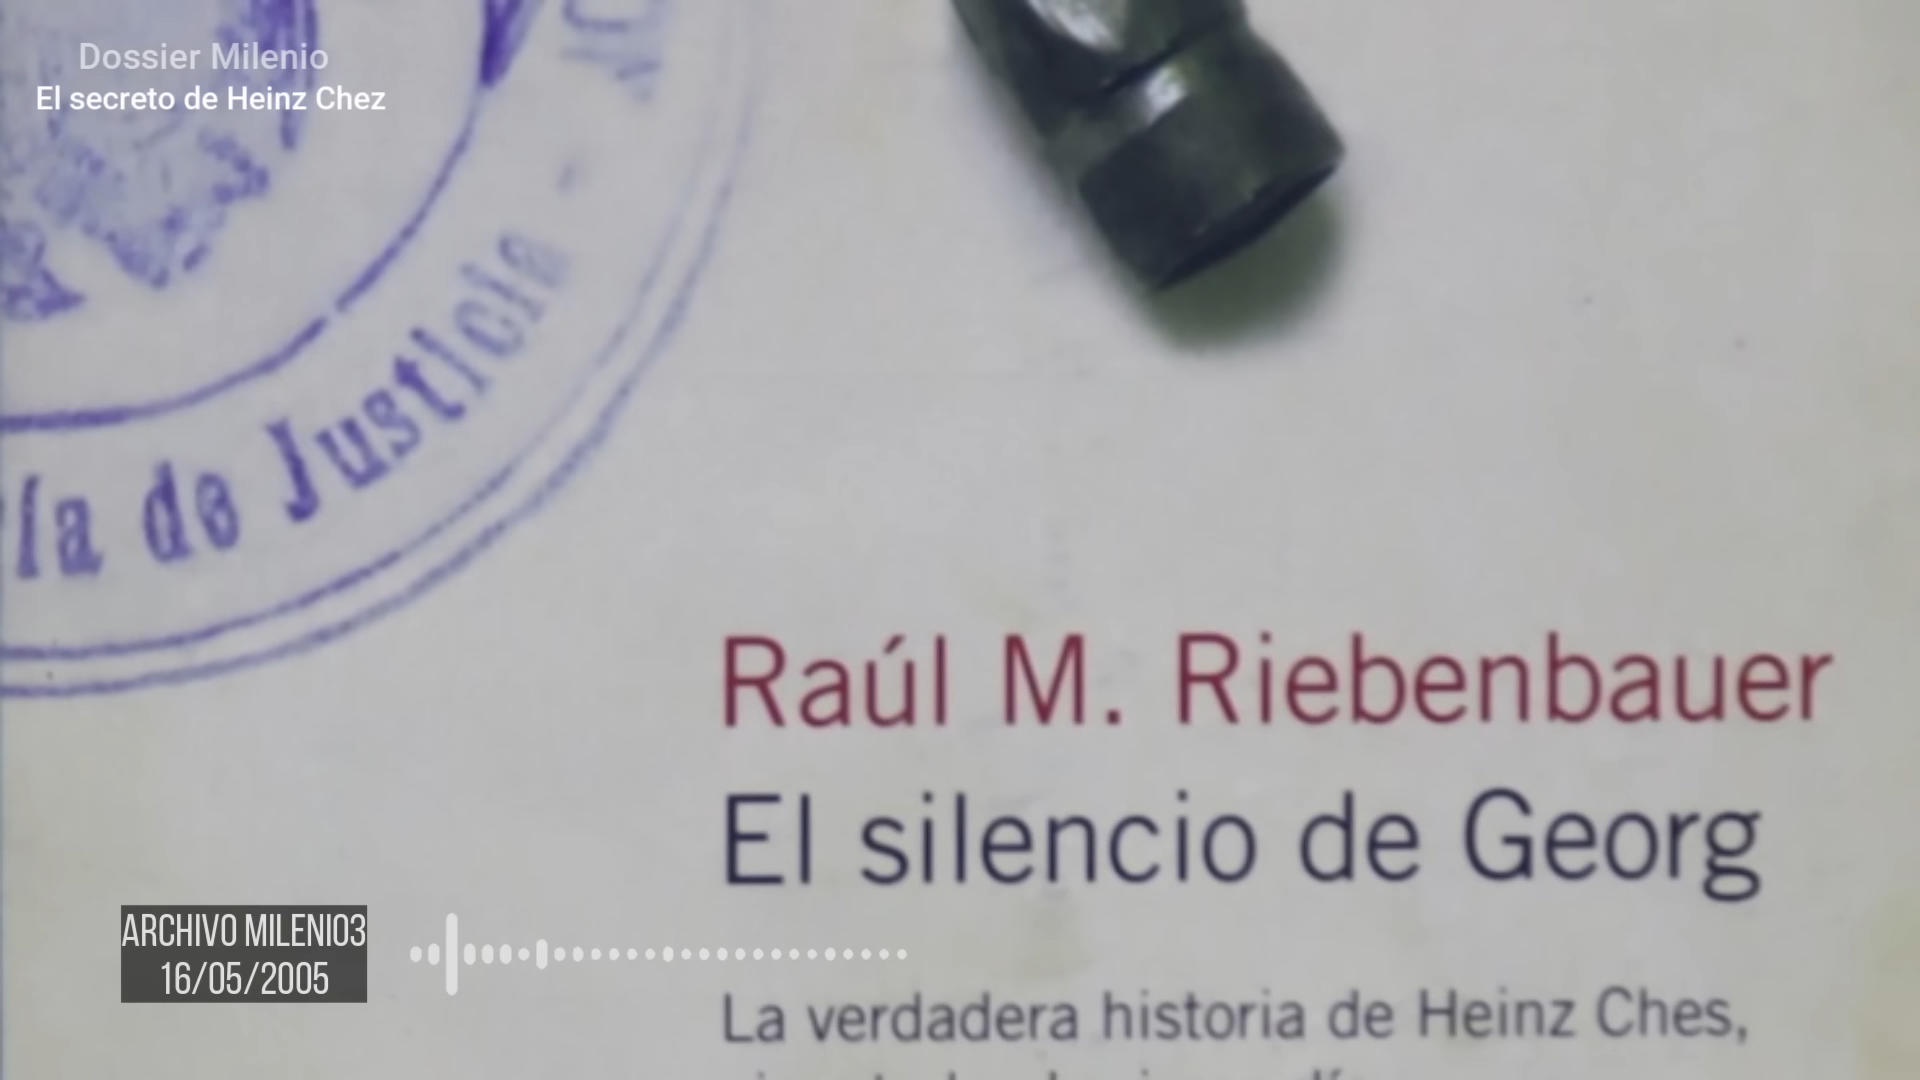 Dossier Milenio
El secreto de Heinz Chez
ía de Justicia -
Raúl M. Riebenbauer
El silencio de Georg
ARCHIVO MILENIO3
16/05/2005
La verdadera historia de Heinz Ches,